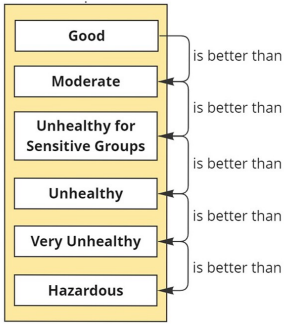 Good
is better than
Moderate
is better than
Unhealthy for
Sensitive Groups
is better than
Unhealthy
is better than
Very Unhealthy
is better than
Hazardous